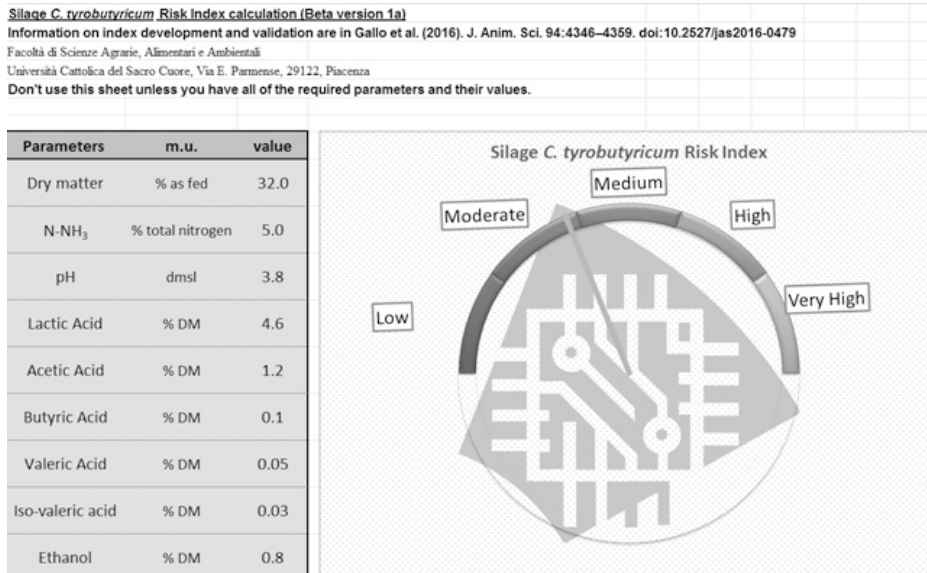 Silage C. tyrobutyricum Risk Index calculation (Beta version 1a)
Information on index development and validation are in Gallo et al. (2016). J. Anim. Sci. 94:4346–4359. doi:10.2527/jas2016-0479
Facoltà di Scienze Agrarie, Alimentari e Ambientali
Università Cattolica del Sacro Cuore, Via E. Parmense, 29122, Piacenza
Don't use this sheet unless you have all of the required parameters and their values.
Parameters m.u. value
Dry matter % as fed 32.0
N-NH₃ % total nitrogen 5.0
pH dmsl 3.8
Lactic Acid % DM 4.6
Acetic Acid % DM 1.2
Butyric Acid % DM 0.1
Valeric Acid % DM 0.05
Iso-valeric acid % DM 0.03
Ethanol % DM 0.8
Silage C. tyrobutyricum Risk Index
Low
Moderate
Medium
High
Very High